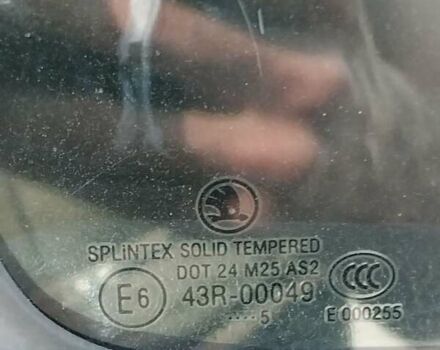 SPLiNTEX SOLID TEMPERED
DOT 24 M25 AS2
E6 43R-00049 CCC
.... 5 E 000255